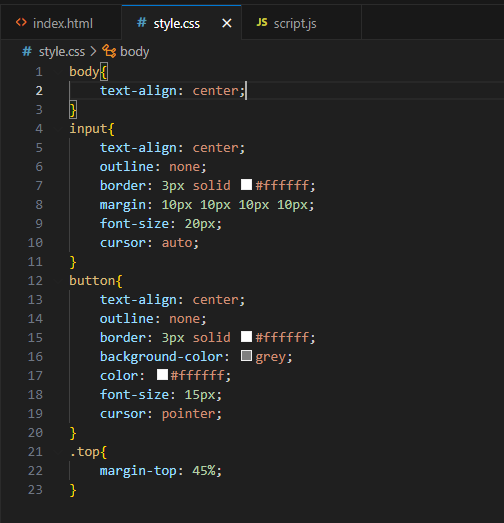 <> index.html # style.css × JS script.js
# style.css > body
1 body{
2     text-align: center;
3 }
4 input{
5     text-align: center;
6     outline: none;
7     border: 3px solid #ffffff;
8     margin: 10px 10px 10px 10px;
9     font-size: 20px;
10     cursor: auto;
11 }
12 button{
13     text-align: center;
14     outline: none;
15     border: 3px solid #ffffff;
16     background-color: grey;
17     color: #ffffff;
18     font-size: 15px;
19     cursor: pointer;
20 }
21 .top{
22     margin-top: 45%;
23 }